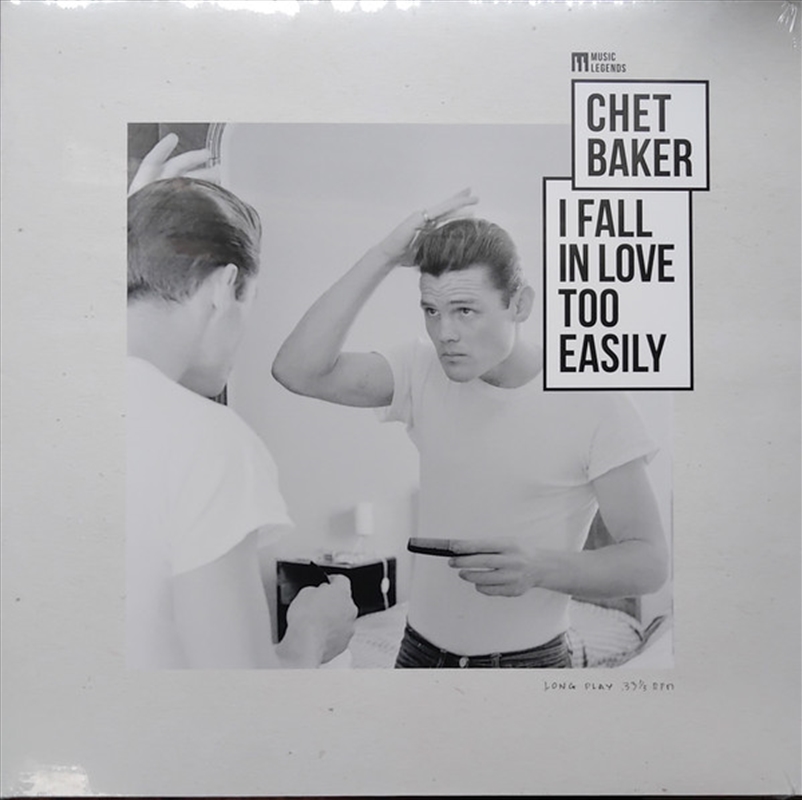 MUSIC
LEGENDS
CHET
BAKER
I FALL
IN LOVE
TOO
EASILY
LONG PLAY 33⅓ RPM